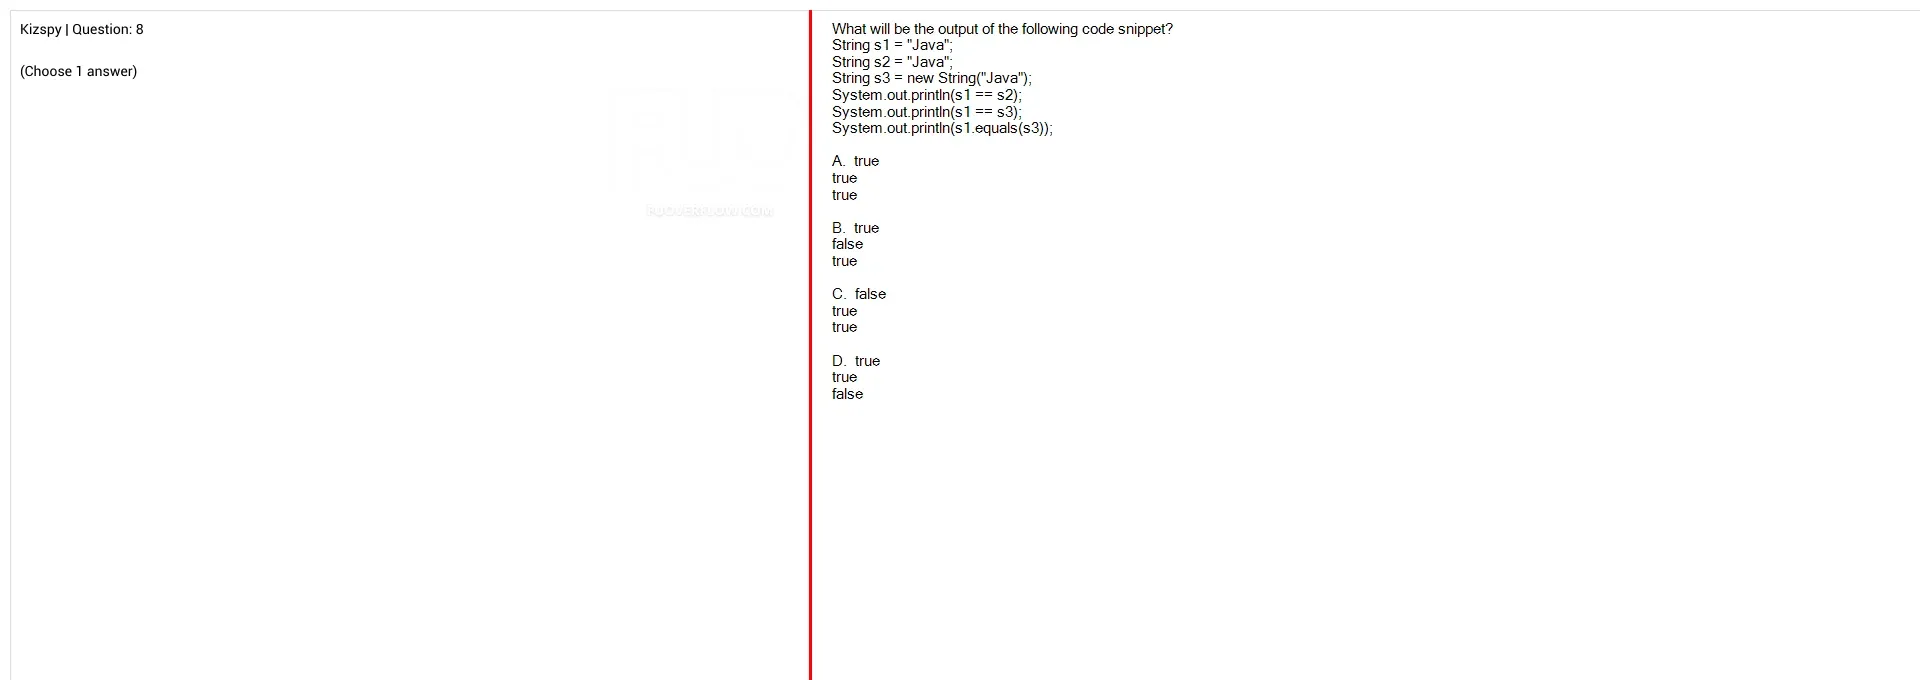 Kizspy | Question: 8
(Choose 1 answer)
FUOVERFLOW.COM
What will be the output of the following code snippet?
String s1 = "Java";
String s2 = "Java";
String s3 = new String("Java");
System.out.println(s1 == s2);
System.out.println(s1 == s3);
System.out.println(s1.equals(s3));
A. true
true
true
B. true
false
true
C. false
true
true
D. true
true
false